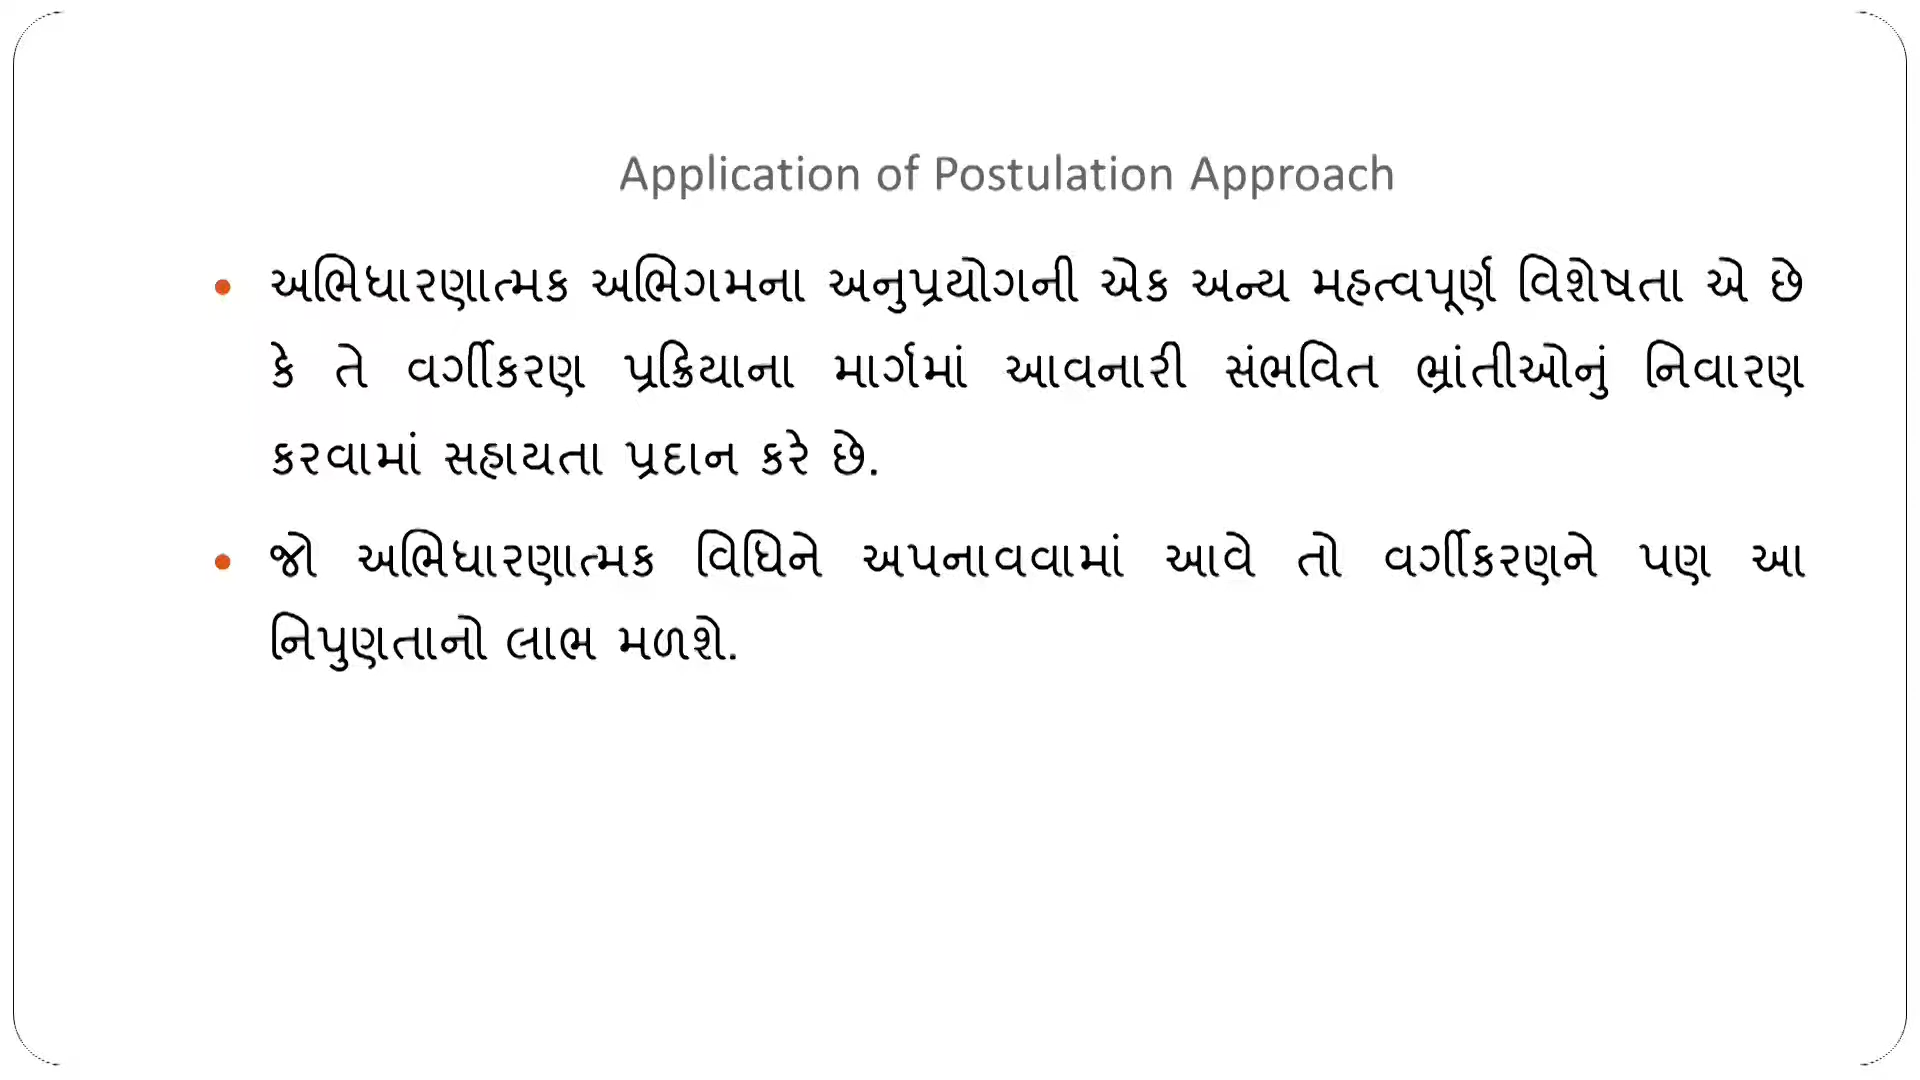 Application of Postulation Approach
• અભિધારણાત્મક અભિગમના અનુપ્રયોગની એક અન્ય મહત્વપૂર્ણ વિશેષતા એ છે
કે તે વર્ગીકરણ પ્રક્રિયાના માર્ગમાં આવનારી સંભવિત ભ્રાંતીઓનું નિવારણ
કરવામાં સહાયતા પ્રદાન કરે છે.
• જો અભિધારણાત્મક વિધિને અપનાવવામાં આવે તો વર્ગીકરણને પણ આ
નિપુણતાનો લાભ મળશે.